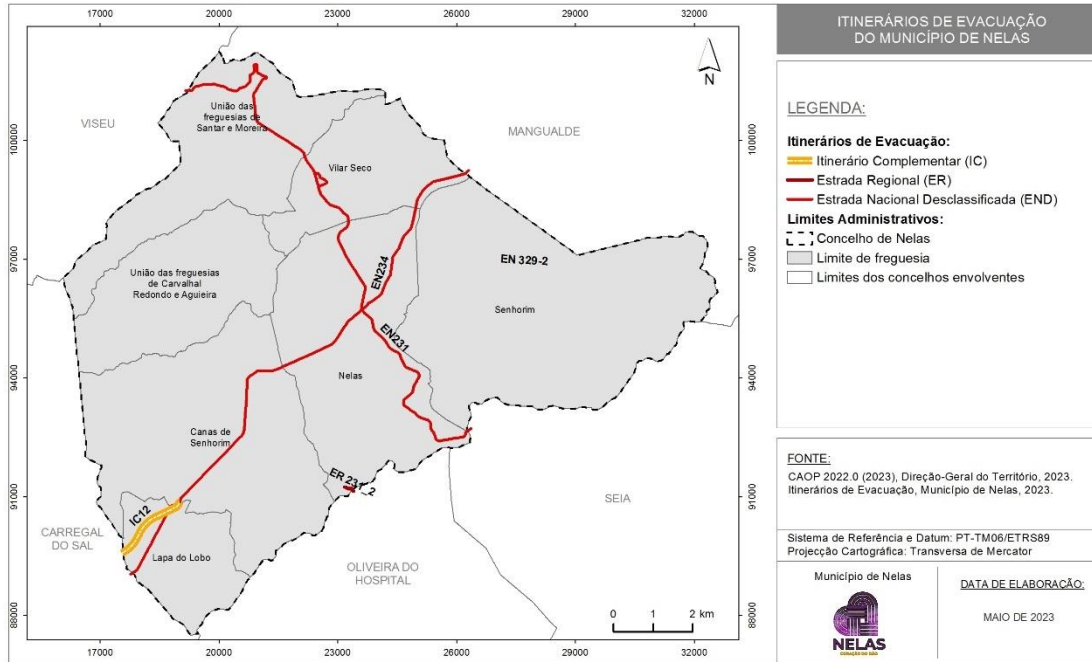 17000 20000 23000 26000 29000 32000
ITINERÁRIOS DE EVACUAÇÃO
DO MUNICÍPIO DE NELAS
N
VISEU
MANGUALDE
União das
freguesias de
Santar e Moreira
Vilar Seco
100000
100000
LEGENDA:
Itinerários de Evacuação:
Itinerário Complementar (IC)
Estrada Regional (ER)
Estrada Nacional Desclassificada (END)
Limites Administrativos:
Concelho de Nelas
Limite de freguesia
Limites dos concelhos envolventes
97000
97000
União das freguesias
de Carvalhal
Redondo e Aguieira
EN234
EN 329-2
Senhorim
EN231
94000
94000
Nelas
Canas de
Senhorim
ER 231_2
91000
91000
IC12
CARREGAL
DO SAL
Lapa do Lobo
OLIVEIRA DO
HOSPITAL
SEIA
88000
88000
0 1 2 km
17000 20000 23000 26000 29000 32000
FONTE:
CAOP 2022.0 (2023), Direção-Geral do Território, 2023.
Itinerários de Evacuação, Município de Nelas, 2023.
Sistema de Referência e Datum: PT-TM06/ETRS89
Projecção Cartográfica: Transversa de Mercator
Município de Nelas
NELAS
CORAÇÃO DO DÃO
DATA DE ELABORAÇÃO:
MAIO DE 2023